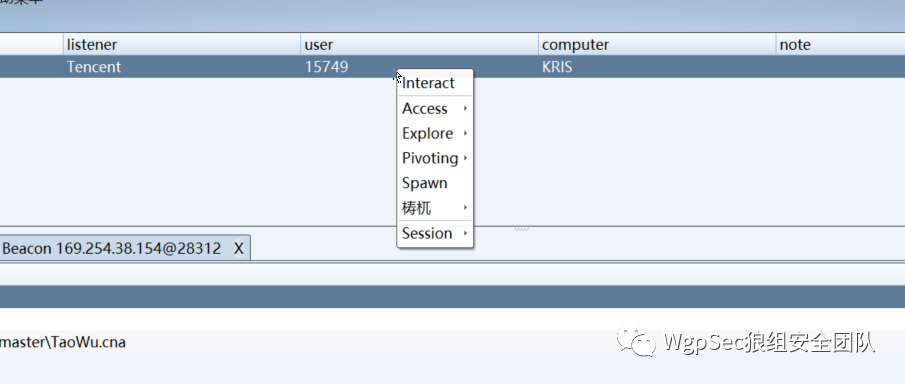 listener user computer note
Tencent 15749 KRIS
Interact
Access
Explore
Pivoting
Spawn
梼杌
Session
Beacon 169.254.38.154@28312 X
master\TaoWu.cna
WgpSec狼组安全团队